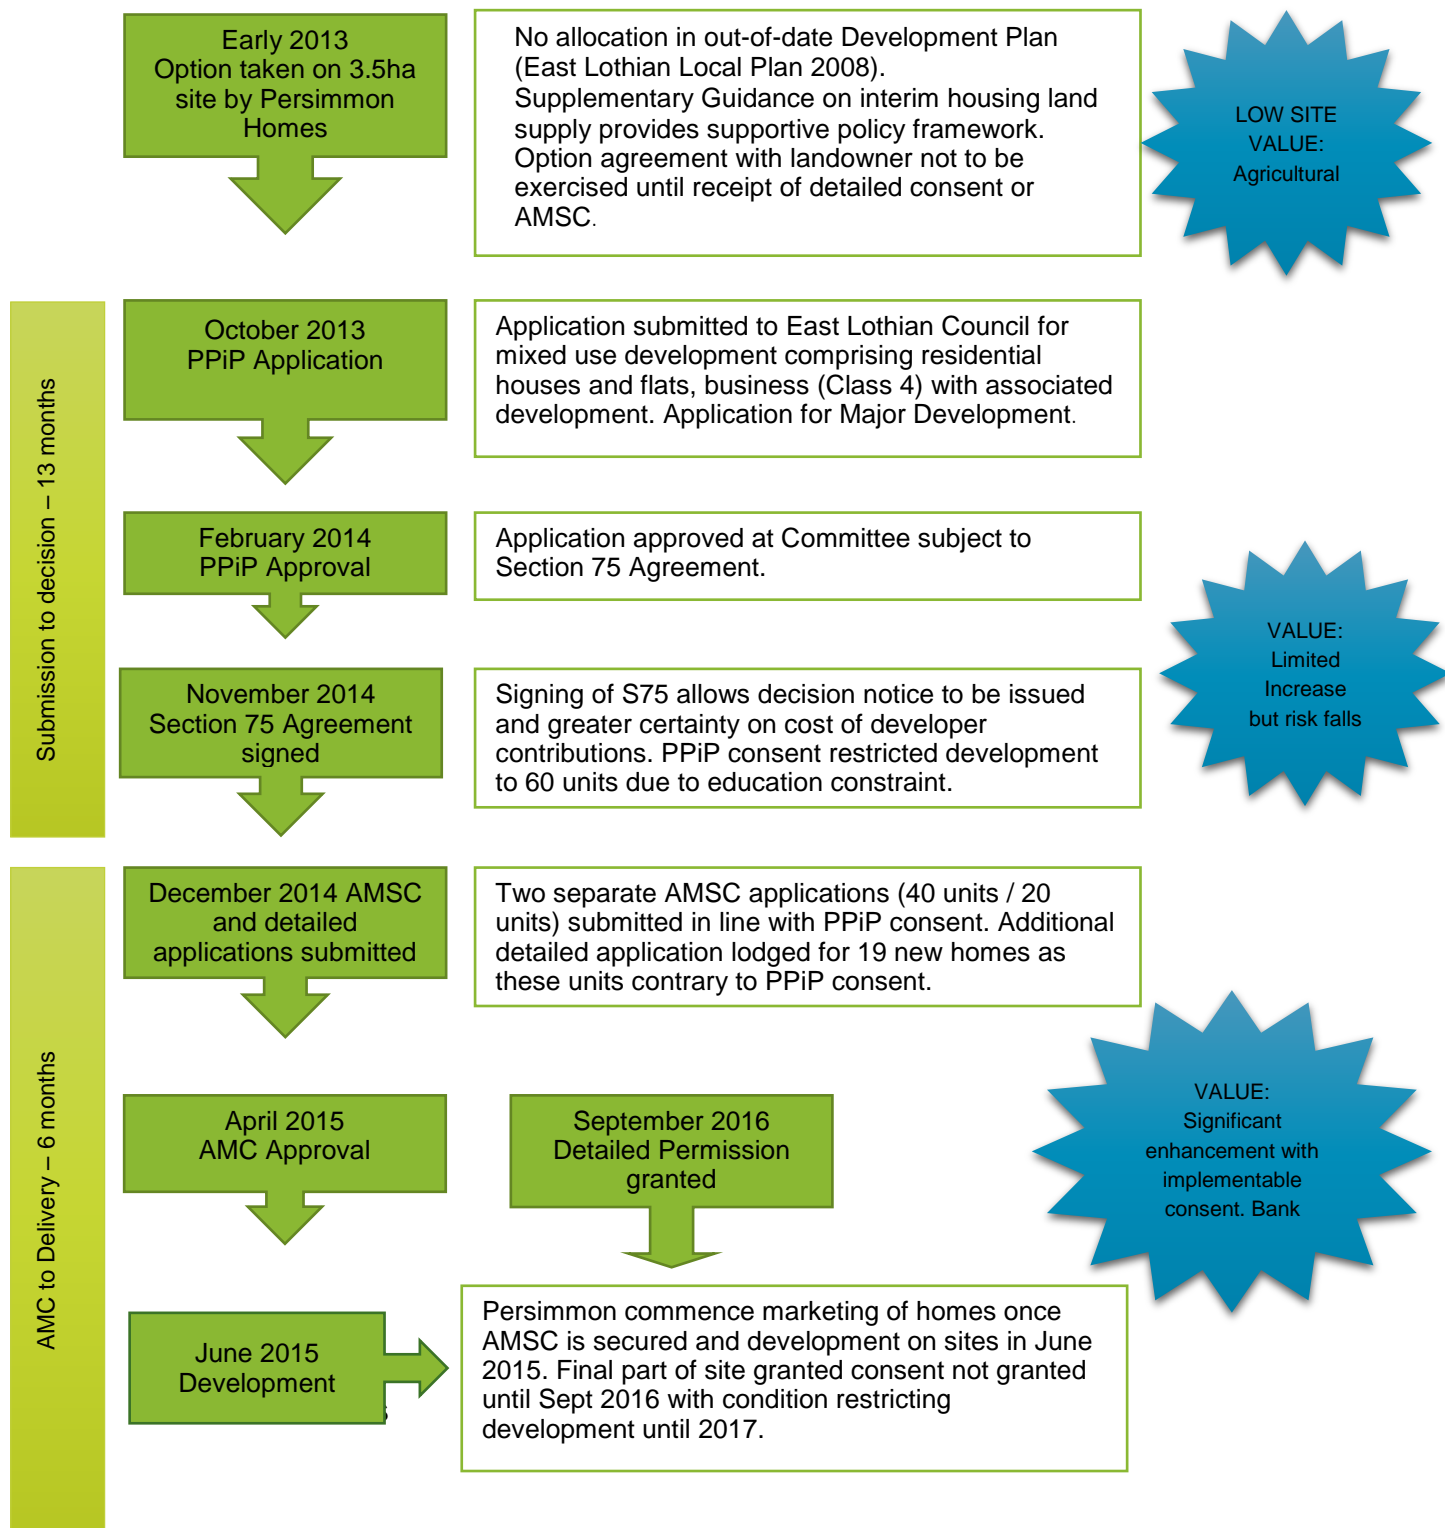 Early 2013
Option taken on 3.5ha
site by Persimmon
Homes
No allocation in out-of-date Development Plan
(East Lothian Local Plan 2008).
Supplementary Guidance on interim housing land
supply provides supportive policy framework.
Option agreement with landowner not to be
exercised until receipt of detailed consent or
AMSC.
LOW SITE
VALUE:
Agricultural
Submission to decision – 13 months
October 2013
PPiP Application
Application submitted to East Lothian Council for
mixed use development comprising residential
houses and flats, business (Class 4) with associated
development. Application for Major Development.
February 2014
PPiP Approval
Application approved at Committee subject to
Section 75 Agreement.
VALUE:
Limited
Increase
but risk falls
November 2014
Section 75 Agreement
signed
Signing of S75 allows decision notice to be issued
and greater certainty on cost of developer
contributions. PPiP consent restricted development
to 60 units due to education constraint.
AMC to Delivery – 6 months
December 2014 AMSC
and detailed
applications submitted
Two separate AMSC applications (40 units / 20
units) submitted in line with PPiP consent. Additional
detailed application lodged for 19 new homes as
these units contrary to PPiP consent.
VALUE:
Significant
enhancement with
implementable
consent. Bank
April 2015
AMC Approval
September 2016
Detailed Permission
granted
June 2015
Development
Persimmon commence marketing of homes once
AMSC is secured and development on sites in June
2015. Final part of site granted consent not granted
until Sept 2016 with condition restricting
development until 2017.